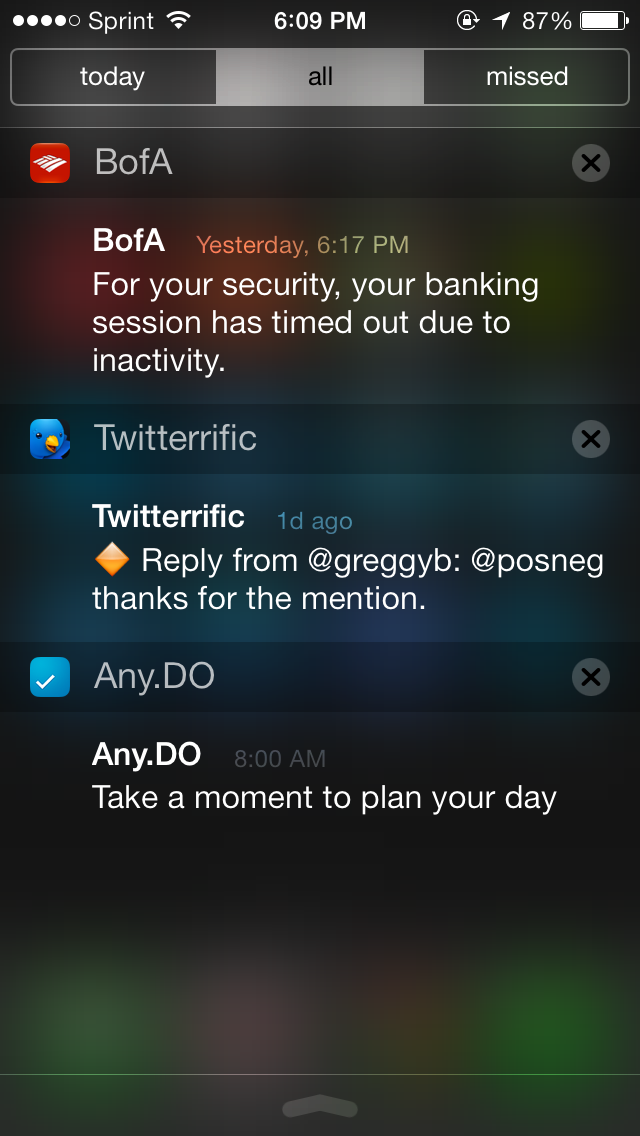 Sprint 6:09 PM 87%
today all missed
BofA
BofA Yesterday, 6:17 PM
For your security, your banking
session has timed out due to
inactivity.
Twitterrific
Twitterrific 1d ago
🔶 Reply from @greggyb: @posneg
thanks for the mention.
Any.DO
Any.DO 8:00 AM
Take a moment to plan your day